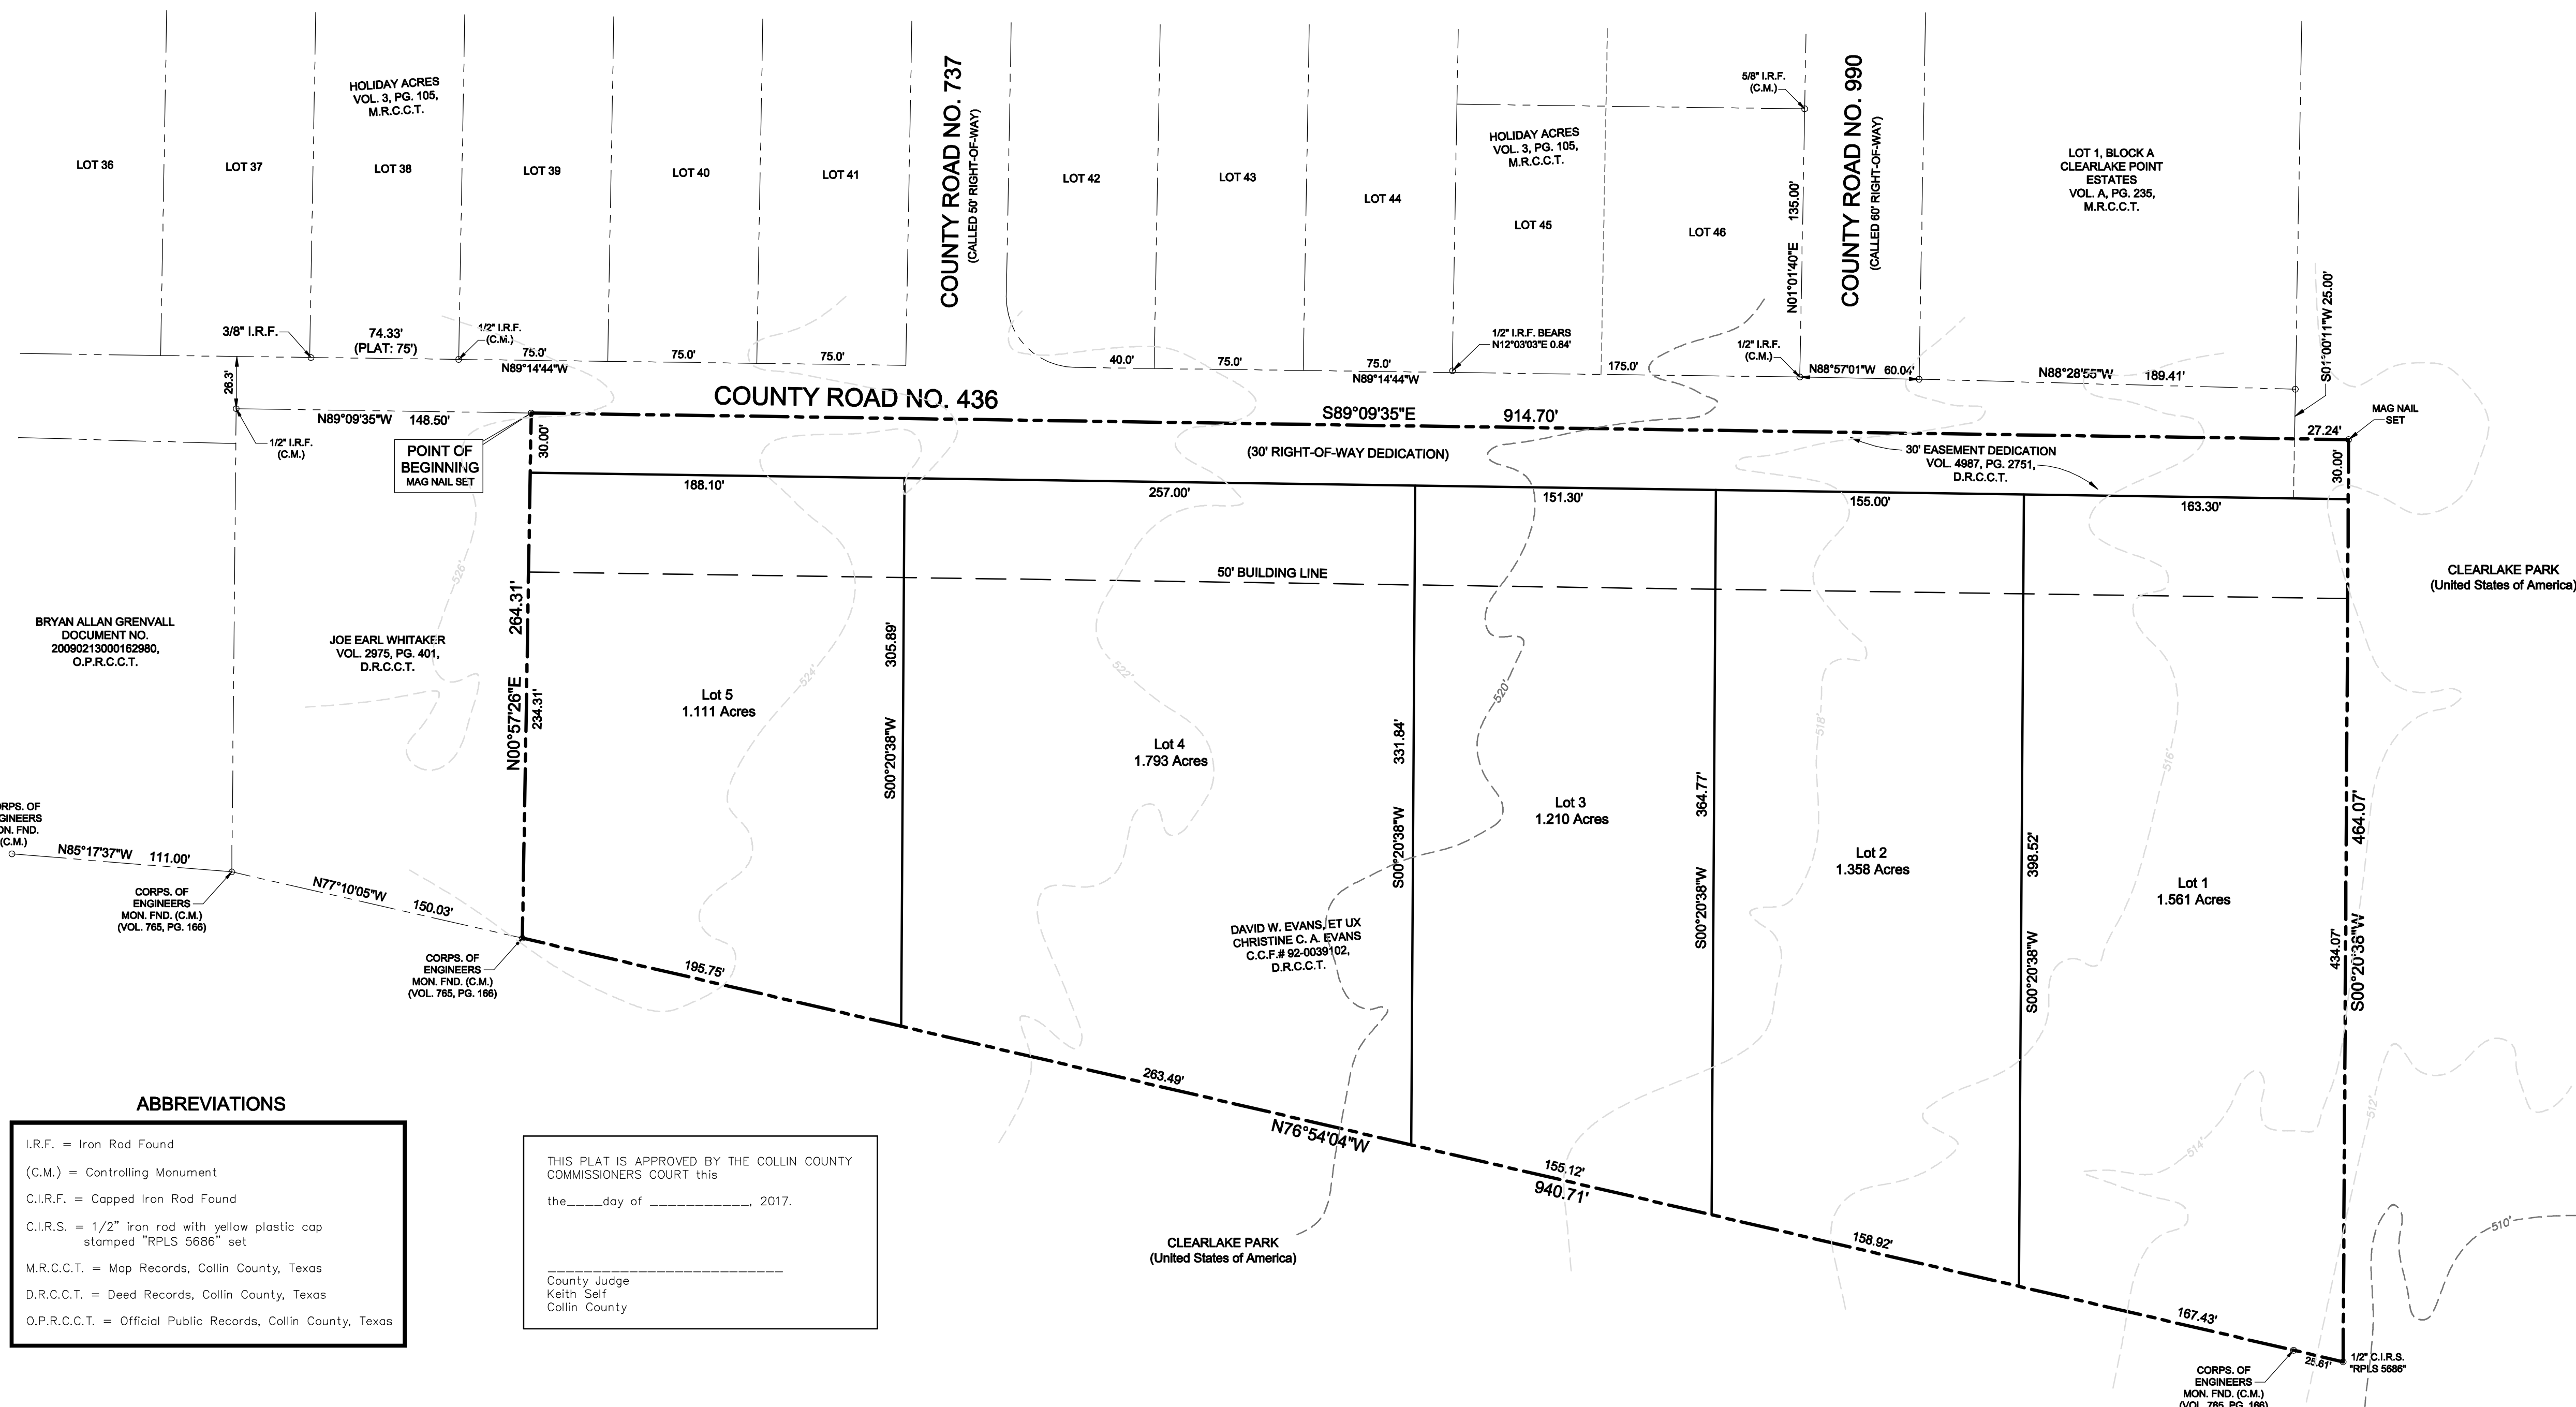 HOLIDAY ACRES
VOL. 3, PG. 105,
M.R.C.C.T.
LOT 36
LOT 37
LOT 38
LOT 39
LOT 40
LOT 41
COUNTY ROAD NO. 737
(CALLED 50' RIGHT-OF-WAY)
LOT 42
LOT 43
LOT 44
HOLIDAY ACRES
VOL. 3, PG. 105,
M.R.C.C.T.
LOT 45
LOT 46
5/8" I.R.F.
(C.M.)
N01°01'40"E 135.00'
COUNTY ROAD NO. 990
(CALLED 60' RIGHT-OF-WAY)
LOT 1, BLOCK A
CLEARLAKE POINT
ESTATES
VOL. A, PG. 235,
M.R.C.C.T.
S01°00'11"W 25.00'
3/8" I.R.F.
74.33'
(PLAT: 75')
1/2" I.R.F.
(C.M.)
75.0'
N89°14'44"W
75.0'
75.0'
40.0'
75.0'
75.0'
N89°14'44"W
1/2" I.R.F. BEARS
N12°03'03"E 0.84'
175.0'
1/2" I.R.F.
(C.M.)
N88°57'01"W 60.04'
N88°28'55"W 189.41'
26.3'
N89°09'35"W 148.50'
1/2" I.R.F.
(C.M.)
COUNTY ROAD NO. 436
S89°09'35"E 914.70'
27.24'
MAG NAIL
SET
POINT OF
BEGINNING
MAG NAIL SET
30.00'
(30' RIGHT-OF-WAY DEDICATION)
30' EASEMENT DEDICATION
VOL. 4987, PG. 2751,
D.R.C.C.T.
30.00'
188.10'
257.00'
151.30'
155.00'
163.30'
50' BUILDING LINE
CLEARLAKE PARK
(United States of America)
526'
524'
522'
520'
518'
516'
BRYAN ALLAN GRENVALL
DOCUMENT NO.
20090213000162980,
O.P.R.C.C.T.
JOE EARL WHITAKER
VOL. 2975, PG. 401,
D.R.C.C.T.
N00°57'26"E 264.31'
234.31'
Lot 5
1.111 Acres
S00°20'38"W 305.89'
Lot 4
1.793 Acres
S00°20'38"W 331.84'
Lot 3
1.210 Acres
S00°20'38"W 364.77'
Lot 2
1.358 Acres
S00°20'38"W 398.52'
Lot 1
1.561 Acres
434.07'
S00°20'38"W 464.07'
MON. FND.
(C.M.)
N85°17'37"W 111.00'
CORPS. OF
ENGINEERS
MON. FND. (C.M.)
(VOL. 765, PG. 166)
N77°10'05"W 150.03'
CORPS. OF
ENGINEERS
MON. FND. (C.M.)
(VOL. 765, PG. 166)
DAVID W. EVANS, ET UX
CHRISTINE C. A. EVANS
C.C.F.# 92-0039102,
D.R.C.C.T.
195.75'
263.49'
N76°54'04"W
155.12'
940.71'
158.92'
167.43'
25.61'
512'
514'
510'
CLEARLAKE PARK
(United States of America)
1/2" C.I.R.S.
"RPLS 5686"
CORPS. OF
ENGINEERS
MON. FND. (C.M.)
(VOL. 765, PG. 166)
ABBREVIATIONS
I.R.F. = Iron Rod Found
(C.M.) = Controlling Monument
C.I.R.F. = Capped Iron Rod Found
C.I.R.S. = 1/2" iron rod with yellow plastic cap
stamped "RPLS 5686" set
M.R.C.C.T. = Map Records, Collin County, Texas
D.R.C.C.T. = Deed Records, Collin County, Texas
O.P.R.C.C.T. = Official Public Records, Collin County, Texas
THIS PLAT IS APPROVED BY THE COLLIN COUNTY
COMMISSIONERS COURT this
the____day of ___________, 2017.
__________________________
County Judge
Keith Self
Collin County